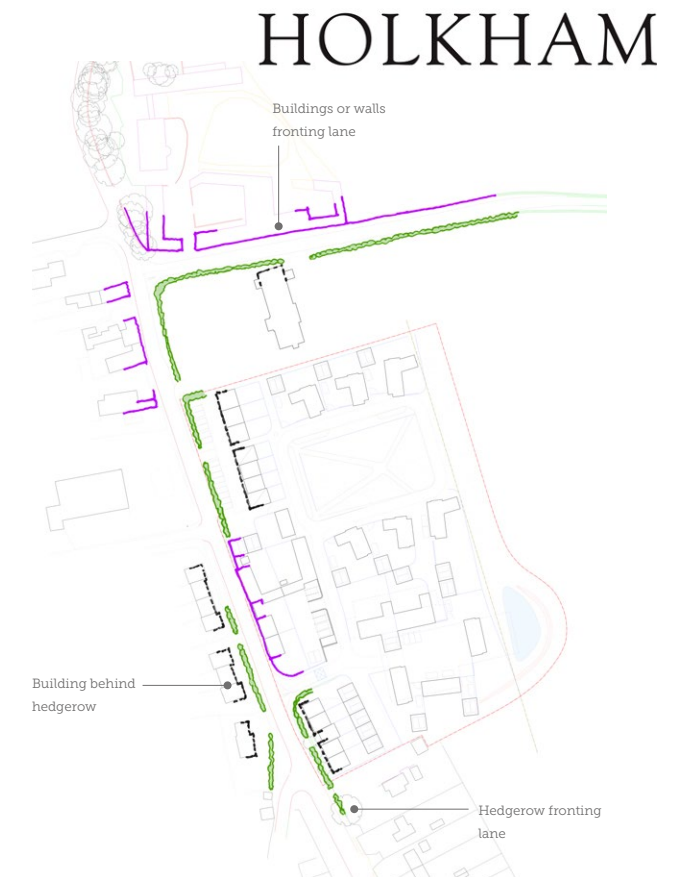 HOLKHAM
Buildings or walls
fronting lane
Building behind
hedgerow
Hedgerow fronting
lane